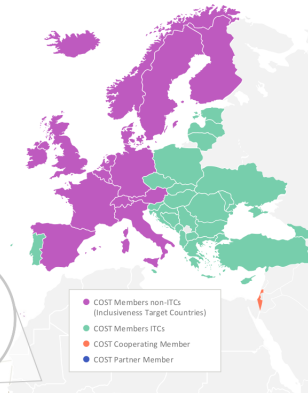 COST Members non-ITCs
(Inclusiveness Target Countries)
COST Members ITCs
COST Cooperating Member
COST Partner Member